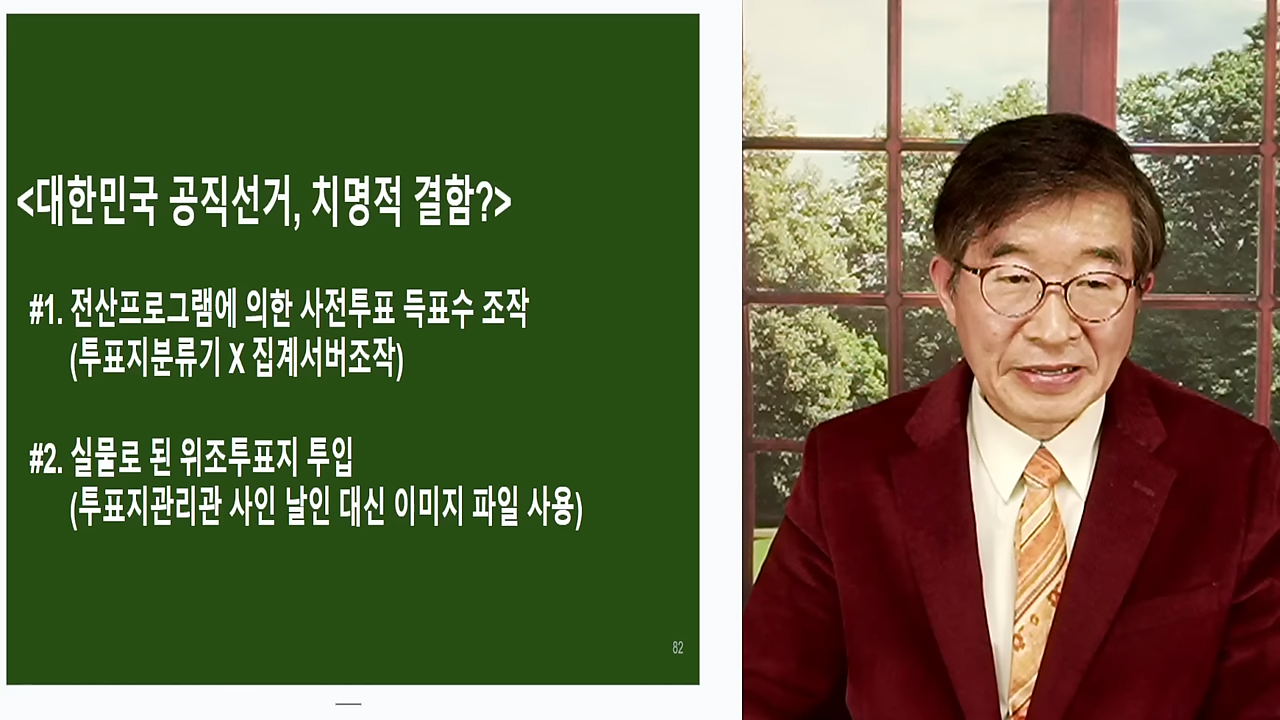 <대한민국 공직선거, 치명적 결함?>
#1. 전산프로그램에 의한 사전투표 득표수 조작
(투표지분류기 X 집계서버조작)
#2. 실물로 된 위조투표지 투입
(투표지관리관 사인 날인 대신 이미지 파일 사용)
82